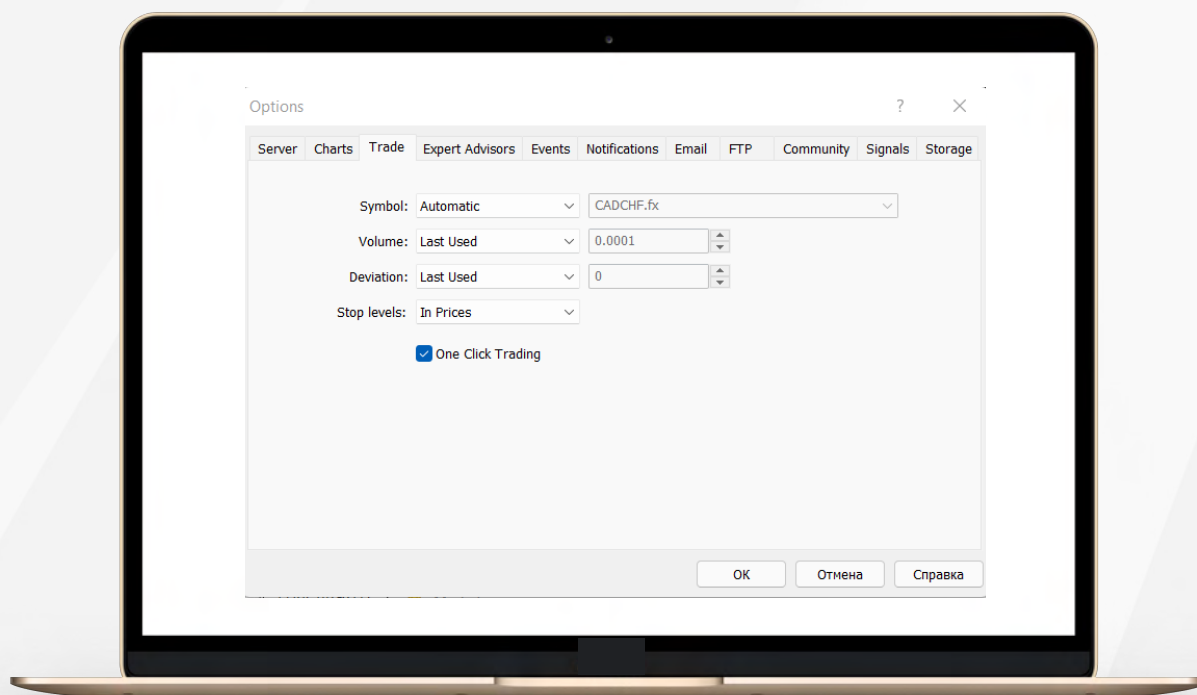 Options
Server Charts Trade Expert Advisors Events Notifications Email FTP Community Signals Storage
Symbol: Automatic CADCHF.fx
Volume: Last Used 0.0001
Deviation: Last Used 0
Stop levels: In Prices
One Click Trading
ОК Отмена Справка